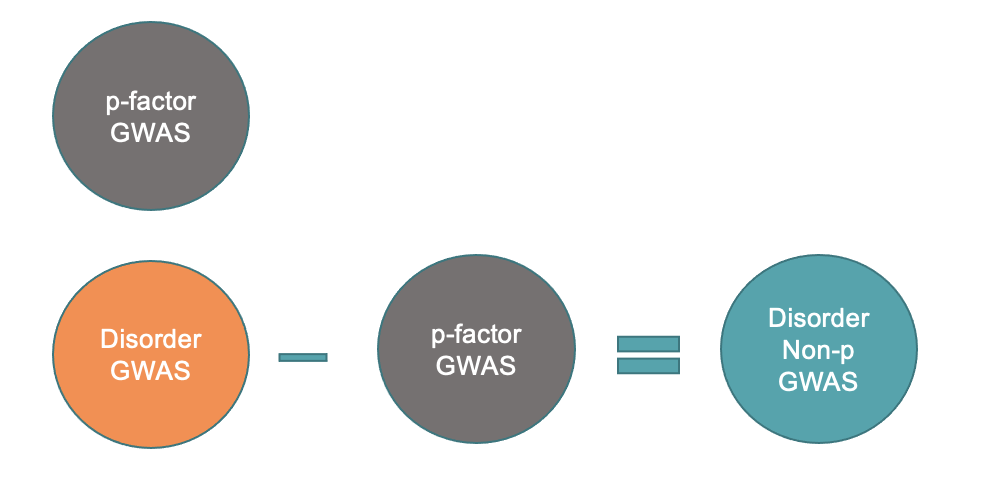 p-factor
GWAS
Disorder
GWAS
p-factor
GWAS
Disorder
Non-p
GWAS